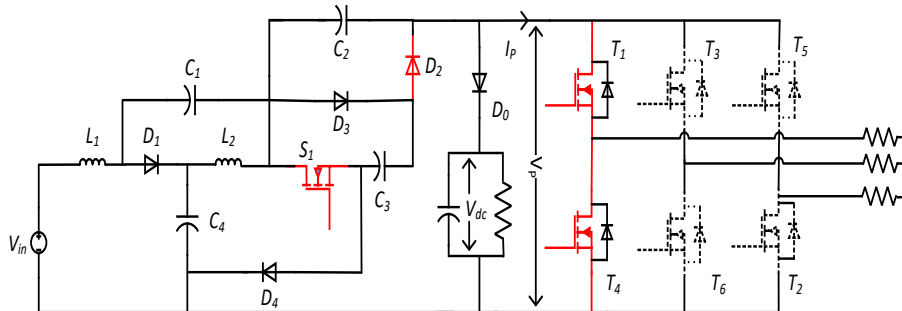 C2
IP
T1
T3
T5
C1
D2
D3
D0
L1
D1
L2
S1
C3
VP
Vdc
C4
Vin
D4
T4
T6
T2